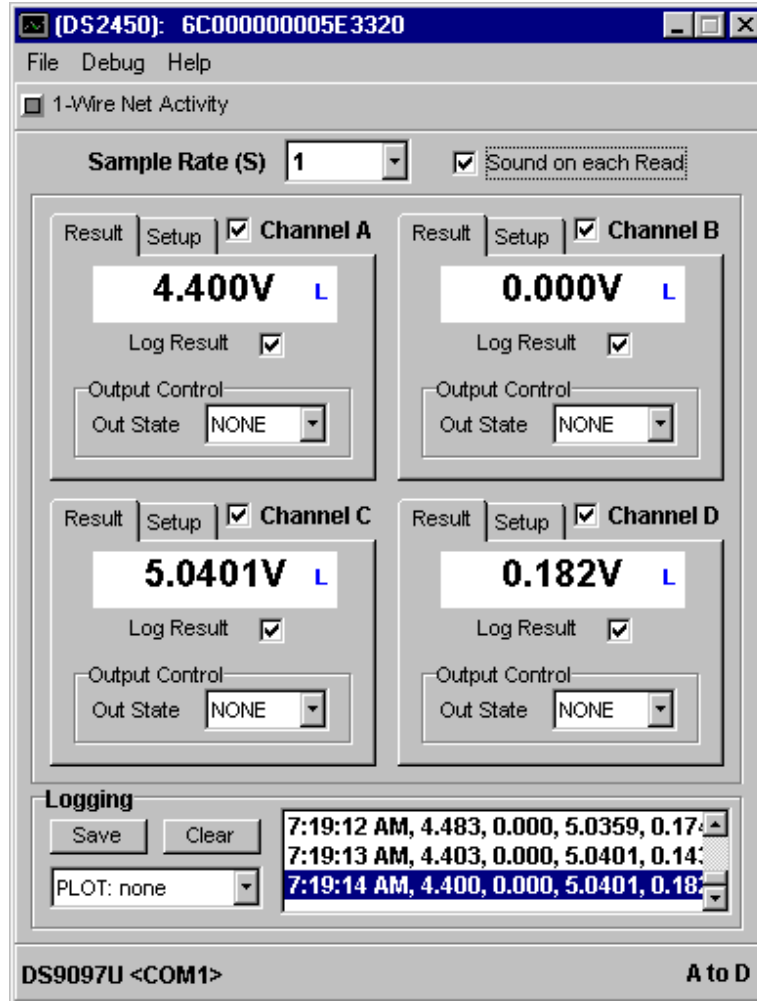 (DS2450): 6C000000005E3320
File Debug Help
1-Wire Net Activity
Sample Rate (S) 1 Sound on each Read
Result Setup Channel A
4.400V L
Log Result
Output Control
Out State NONE
Result Setup Channel B
0.000V L
Log Result
Output Control
Out State NONE
Result Setup Channel C
5.0401V L
Log Result
Output Control
Out State NONE
Result Setup Channel D
0.182V L
Log Result
Output Control
Out State NONE
Logging
Save Clear
PLOT: none
7:19:12 AM, 4.483, 0.000, 5.0359, 0.174
7:19:13 AM, 4.403, 0.000, 5.0401, 0.143
7:19:14 AM, 4.400, 0.000, 5.0401, 0.182
DS9097U <COM1> A to D